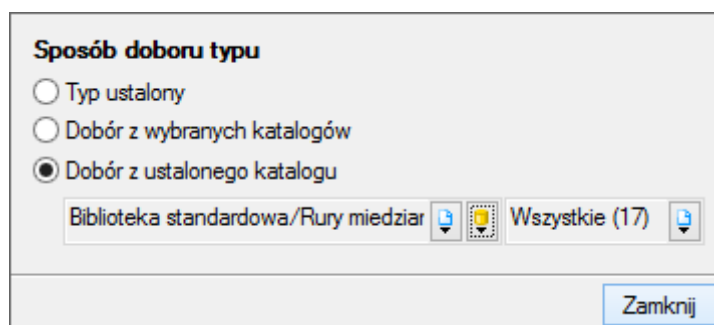 Sposób doboru typu
Typ ustalony
Dobór z wybranych katalogów
Dobór z ustalonego katalogu
Biblioteka standardowa/Rury miedziar Wszystkie (17)
Zamknij